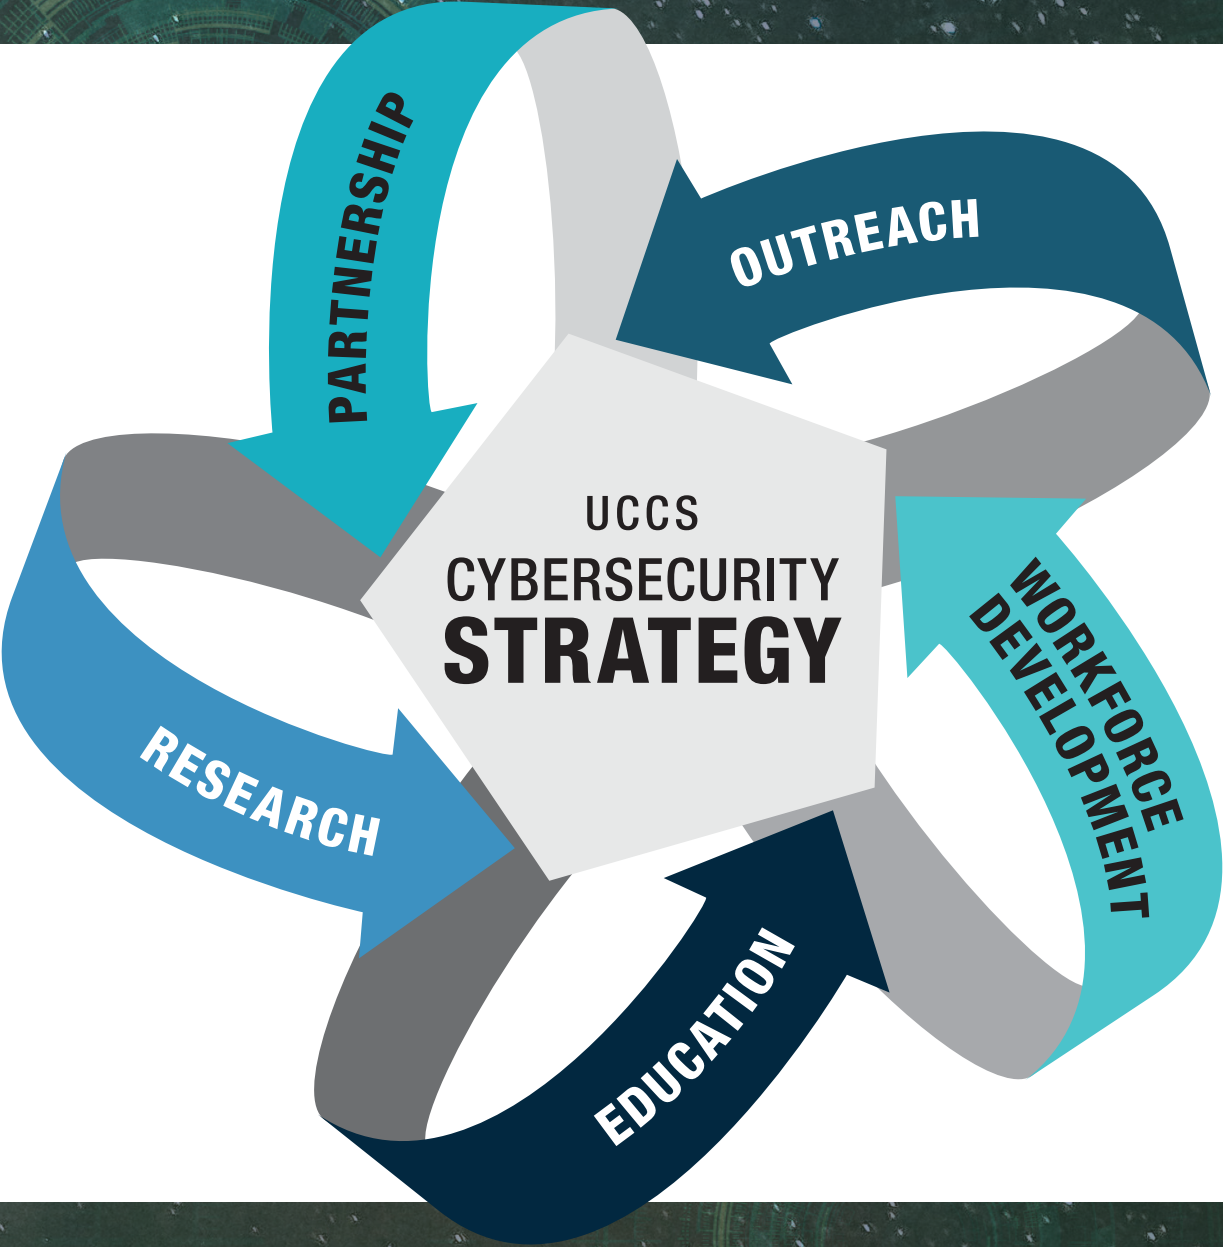 PARTNERSHIP
OUTREACH
UCCS
CYBERSECURITY
STRATEGY
WORKFORCE
DEVELOPMENT
RESEARCH
EDUCATION